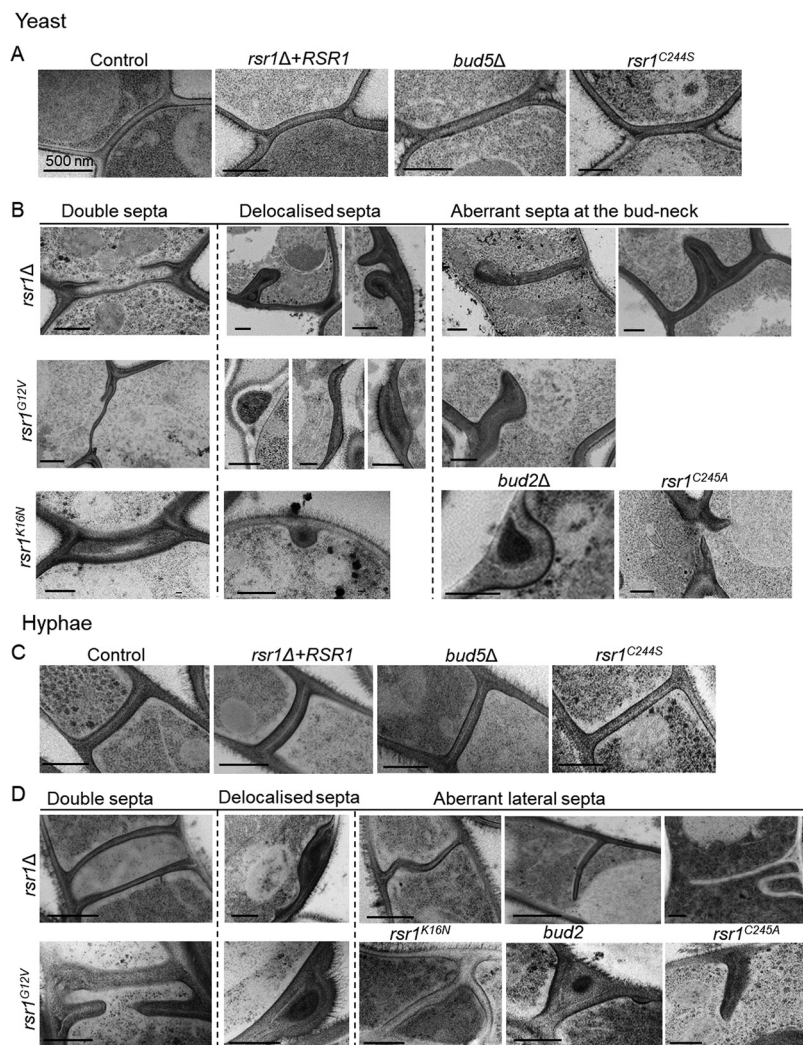 Yeast
A
Control rsr1Δ+RSR1 bud5Δ rsr1C244S
500 nm
B
Double septa Delocalised septa Aberrant septa at the bud-neck
rsr1Δ
rsr1G12V
bud2Δ rsr1C245A
rsr1K16N
Hyphae
C
Control rsr1Δ+RSR1 bud5Δ rsr1C244S
D
Double septa Delocalised septa Aberrant lateral septa
rsr1Δ
rsr1K16N bud2 rsr1C245A
rsr1G12V